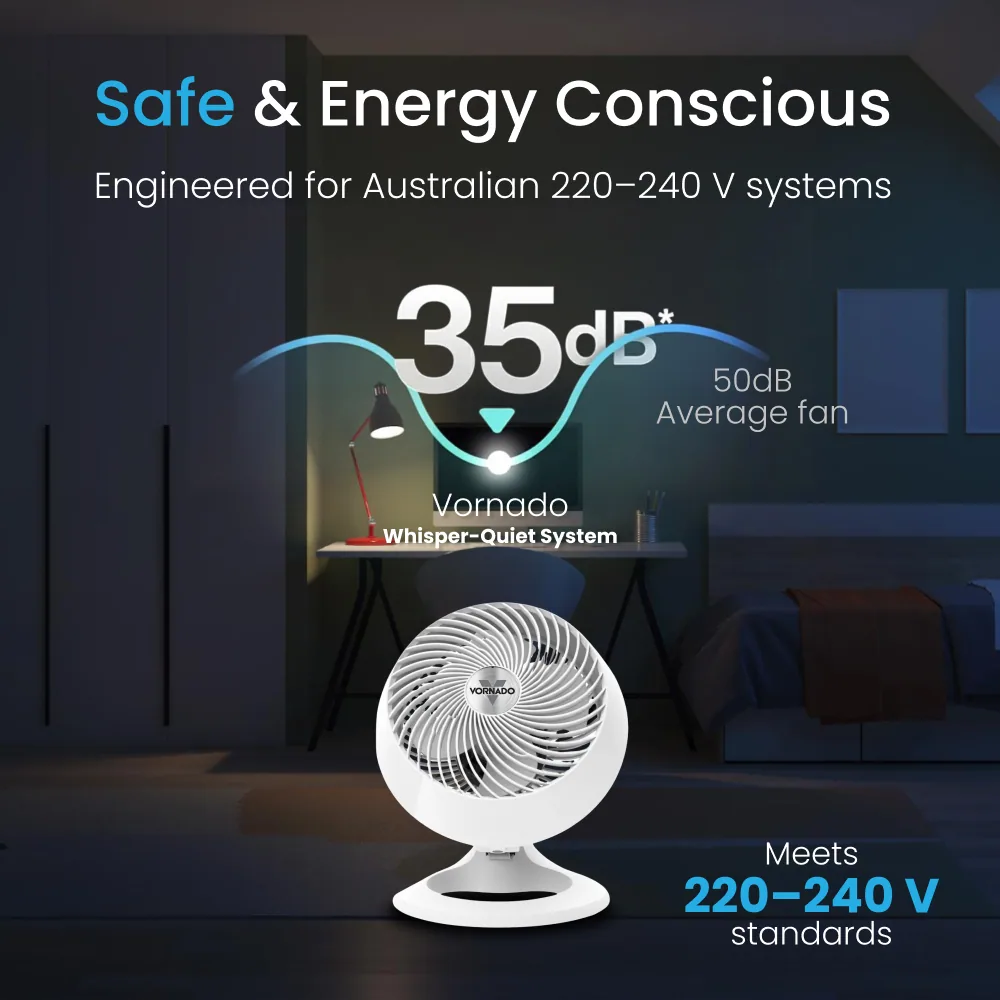 Safe & Energy Conscious
Engineered for Australian 220–240 V systems
35dB*
50dB
Average fan
Vornado
Whisper-Quiet System
VORNADO
Meets
220–240 V
standards